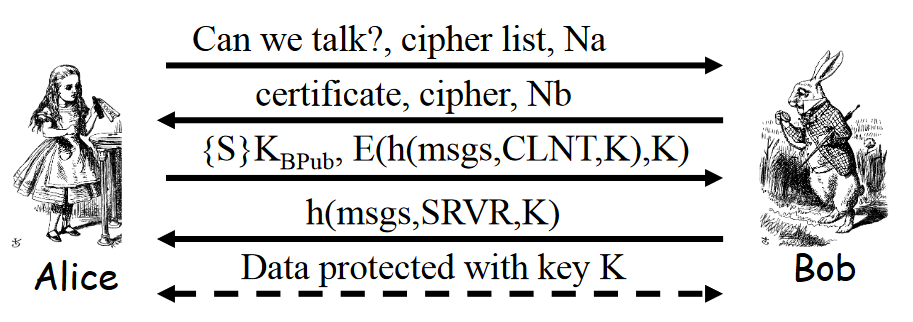 Can we talk?, cipher list, Na
certificate, cipher, Nb
{S}K_BPub, E(h(msgs,CLNT,K),K)
h(msgs,SRVR,K)
Data protected with key K
Alice
Bob